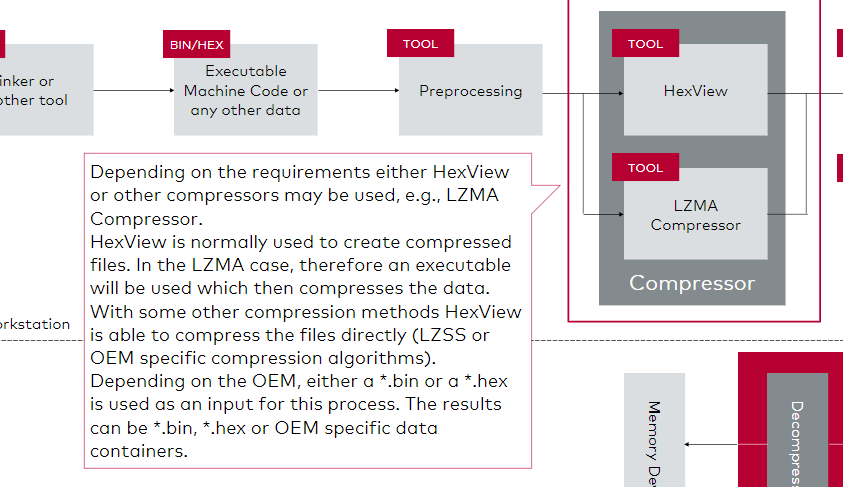 BIN/HEX
TOOL
TOOL
inker or
other tool
Executable
Machine Code or
any other data
Preprocessing
HexView
TOOL
LZMA
Compressor
Compressor
Depending on the requirements either HexView
or other compressors may be used, e.g., LZMA
Compressor.
HexView is normally used to create compressed
files. In the LZMA case, therefore an executable
will be used which then compresses the data.
With some other compression methods HexView
is able to compress the files directly (LZSS or
OEM specific compression algorithms).
Depending on the OEM, either a *.bin or a *.hex
is used as an input for this process. The results
can be *.bin, *.hex or OEM specific data
containers.
orkstation
Memory Dev
Decompress